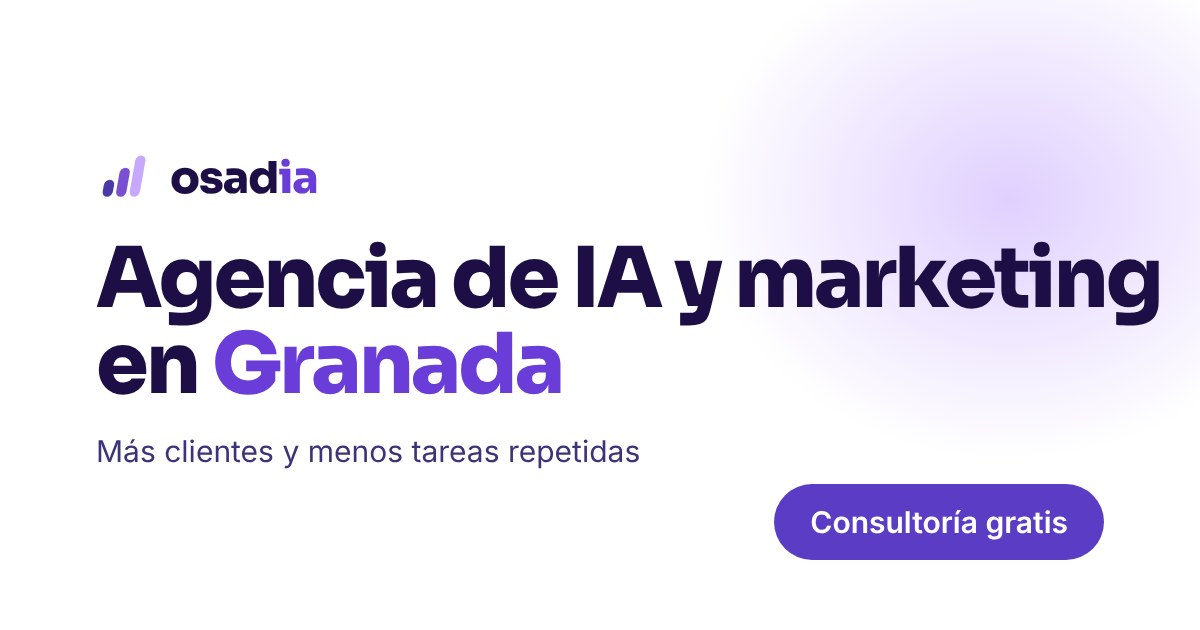 osadia
Agencia de IA y marketing
en Granada
Más clientes y menos tareas repetidas
Consultoría gratis